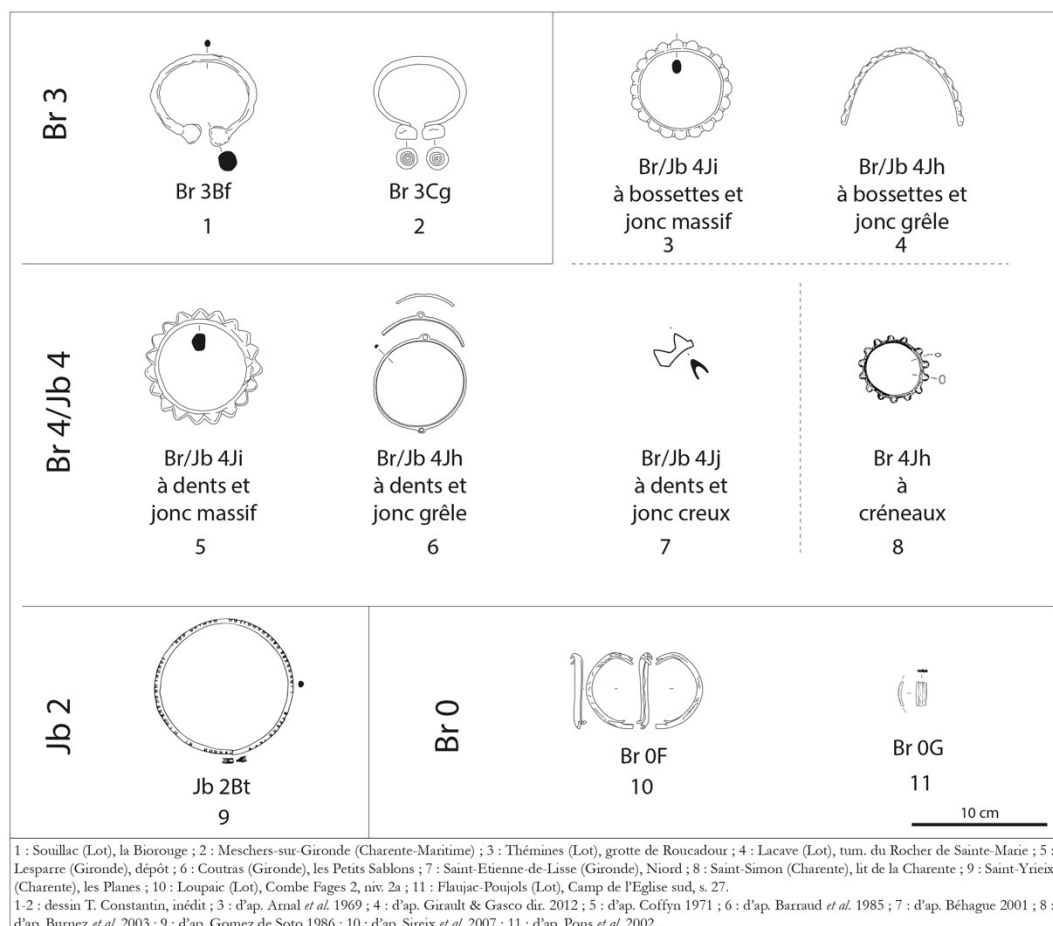 Br 3
Br 3Bf
1
Br 3Cg
2
Br/Jb 4Ji
à bossettes et
jonc massif
3
Br/Jb 4Jh
à bossettes et
jonc grêle
4
Br 4/Jb 4
Br/Jb 4Ji
à dents et
jonc massif
5
Br/Jb 4Jh
à dents et
jonc grêle
6
Br/Jb 4Jj
à dents et
jonc creux
7
Br 4Jh
à
créneaux
8
Jb 2
Jb 2Bt
9
Br 0
Br 0F
10
Br 0G
11
10 cm
1 : Souillac (Lot), la Biorouge ; 2 : Meschers-sur-Gironde (Charente-Maritime) ; 3 : Thémines (Lot), grotte de Roucadour ; 4 : Lacave (Lot), tum. du Rocher de Sainte-Marie ; 5 :
Lesparre (Gironde), dépôt ; 6 : Coutras (Gironde), les Petits Sablons ; 7 : Saint-Etienne-de-Lisse (Gironde), Niord ; 8 : Saint-Simon (Charente), lit de la Charente ; 9 : Saint-Yrieix
(Charente), les Planes ; 10 : Loupaic (Lot), Combe Fages 2, niv. 2a ; 11 : Flaujac-Poujols (Lot), Camp de l'Eglise sud, s. 27.
1-2 : dessin T. Constantin, inédit ; 3 : d'ap. Arnal et al. 1969 ; 4 : d'ap. Girault & Gasco dir. 2012 ; 5 : d'ap. Coffyn 1971 ; 6 : d'ap. Barraud et al. 1985 ; 7 : d'ap. Béhague 2001 ; 8 :
d'ap. Burnez et al. 2003 ; 9 : d'ap. Gomez de Soto 1986 ; 10 : d'ap. Sireix et al. 2007 ; 11 : d'ap. Pons et al. 2002.